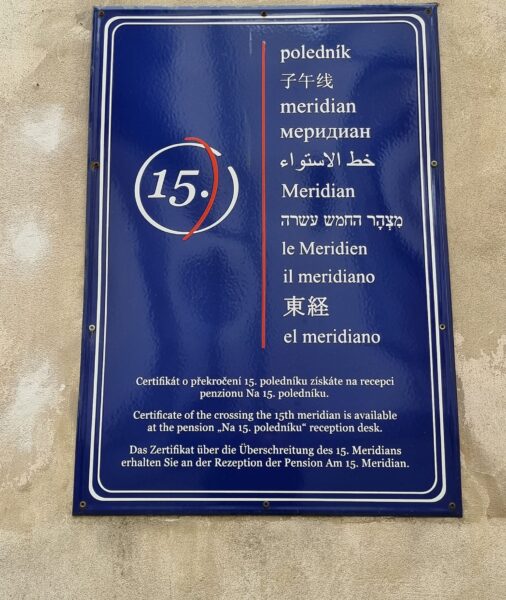 15.
poledník
子午线
meridian
меридиан
خط الاستواء
Meridian
מִצְהָר החמש עשרה
le Meridien
il meridiano
東経
el meridiano
Certifikát o překročení 15. poledníku získáte na recepci
penzionu Na 15. poledníku.
Certificate of the crossing the 15th meridian is available
at the pension „Na 15. poledníku“ reception desk.
Das Zertifikat über die Überschreitung des 15. Meridians
erhalten Sie an der Rezeption der Pension Am 15. Meridian.